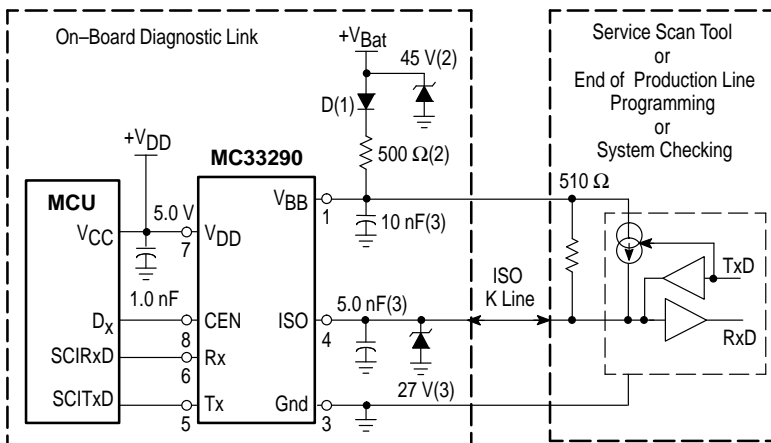 On–Board Diagnostic Link
+VBat
45 V(2)
D(1)
500 Ω(2)
+VDD
MC33290
MCU
VCC
5.0 V
7
VDD
VBB
1
10 nF(3)
1.0 nF
Dx
8
CEN
ISO
4
5.0 nF(3)
SCIRxD
6
Rx
27 V(3)
SCITxD
5
Tx
Gnd
3
ISO
K Line
Service Scan Tool
or
End of Production Line
Programming
or
System Checking
510 Ω
TxD
RxD